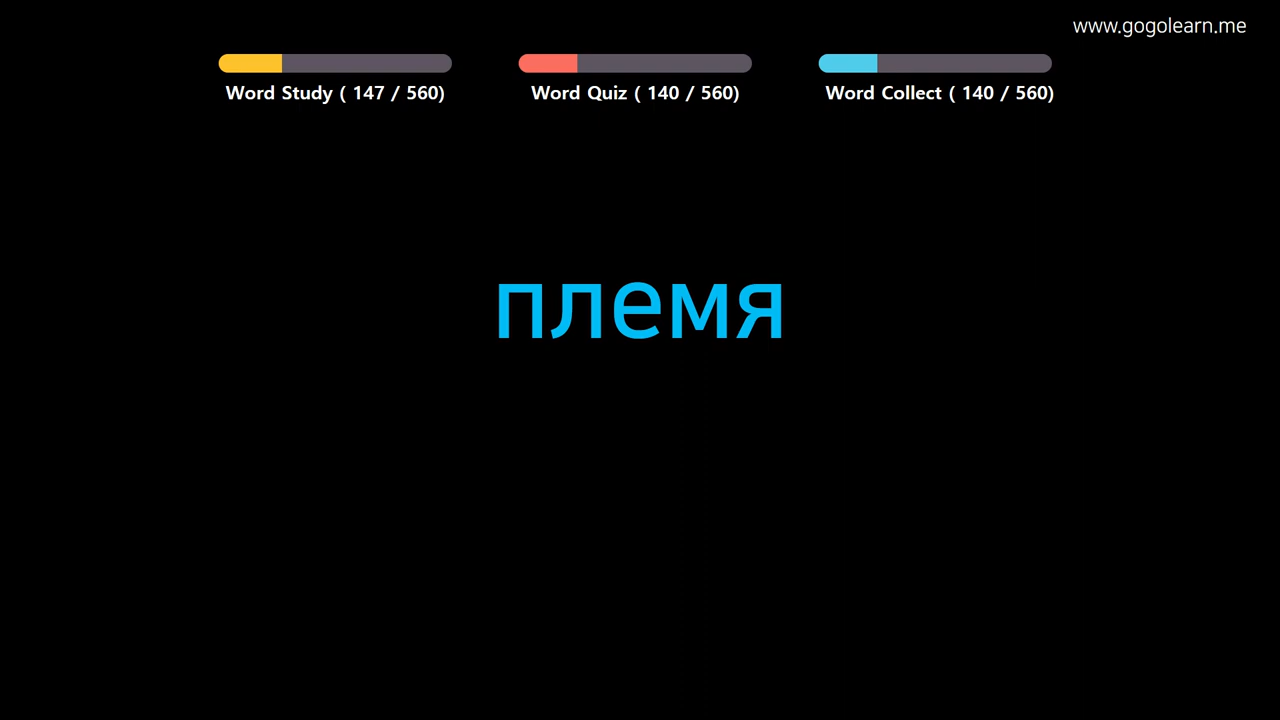 www.gogolearn.me
Word Study ( 147 / 560)
Word Quiz ( 140 / 560)
Word Collect ( 140 / 560)
племя